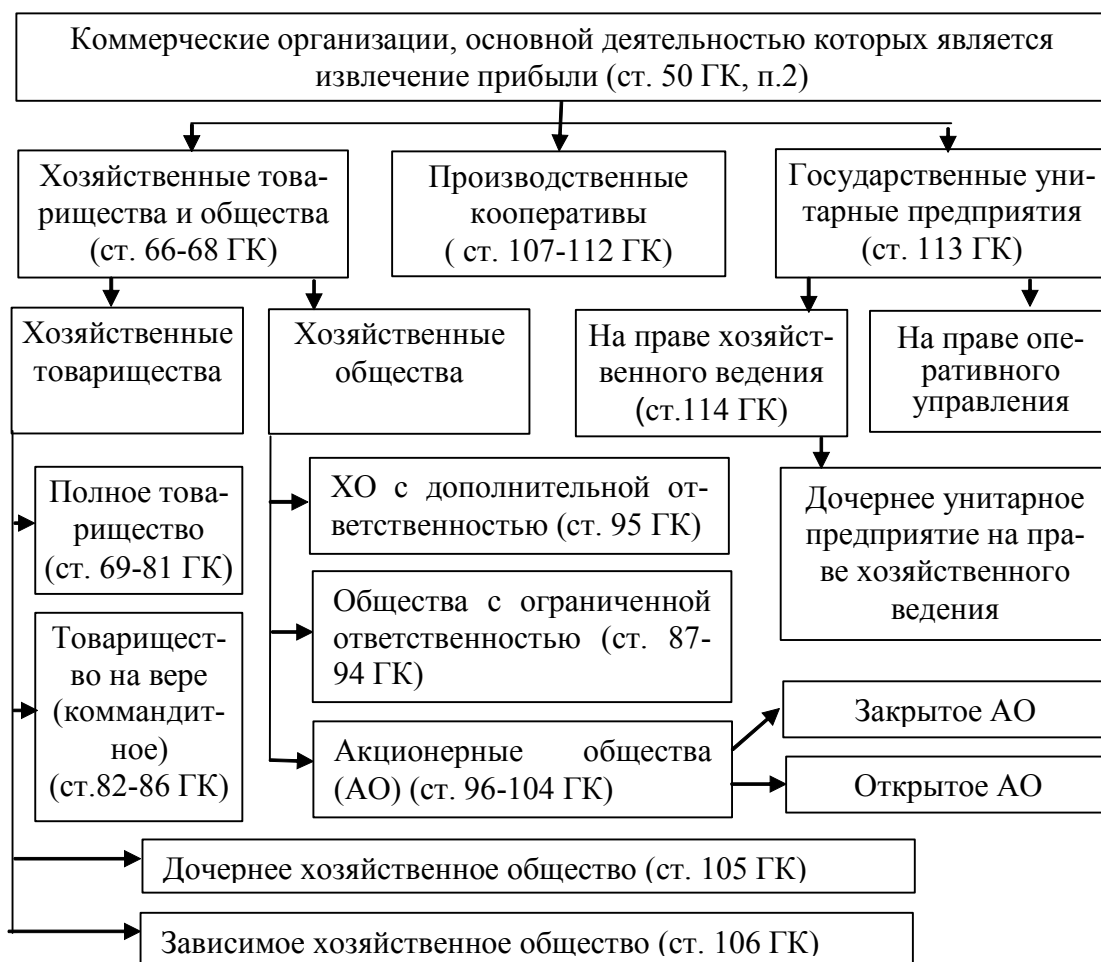 Коммерческие организации, основной деятельностью которых является
извлечение прибыли (ст. 50 ГК, п.2)
Хозяйственные това-
рищества и общества
(ст. 66-68 ГК)
Производственные
кооперативы
( ст. 107-112 ГК)
Государственные уни-
тарные предприятия
(ст. 113 ГК)
Хозяйственные
товарищества
Хозяйственные
общества
На праве хозяйст-
венного ведения
(ст.114 ГК)
На праве опе-
ративного
управления
Полное това-
рищество
(ст. 69-81 ГК)
ХО с дополнительной от-
ветственностью (ст. 95 ГК)
Дочернее унитарное
предприятие на пра-
ве хозяйственного
ведения
Общества с ограниченной
ответственностью (ст. 87-
94 ГК)
Товарищест-
во на вере
(коммандит-
ное)
(ст.82-86 ГК)
Акционерные общества
(АО) (ст. 96-104 ГК)
Закрытое АО
Открытое АО
Дочернее хозяйственное общество (ст. 105 ГК)
Зависимое хозяйственное общество (ст. 106 ГК)